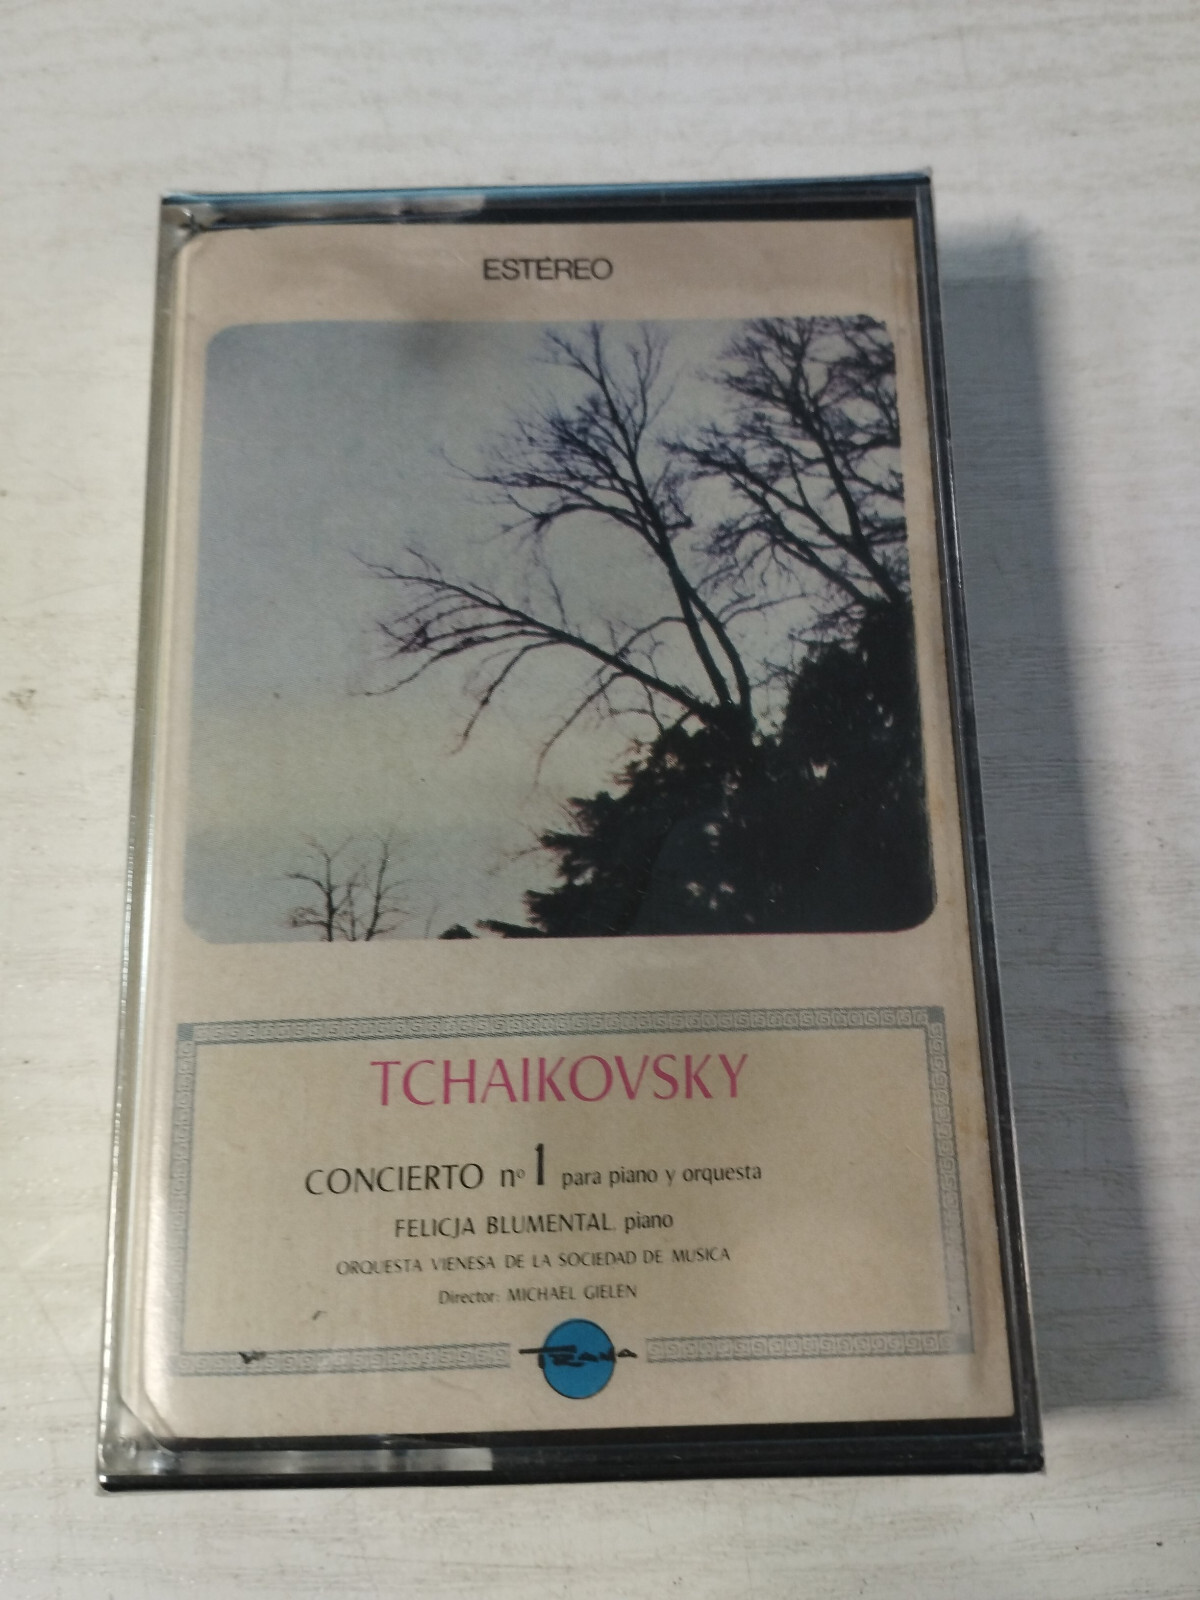 ESTÉREO
TCHAIKOVSKY
CONCIERTO nº 1 para piano y orquesta
FELICJA BLUMENTAL, piano
ORQUESTA VIENESA DE LA SOCIEDAD DE MUSICA
Director: MICHAEL GIELEN